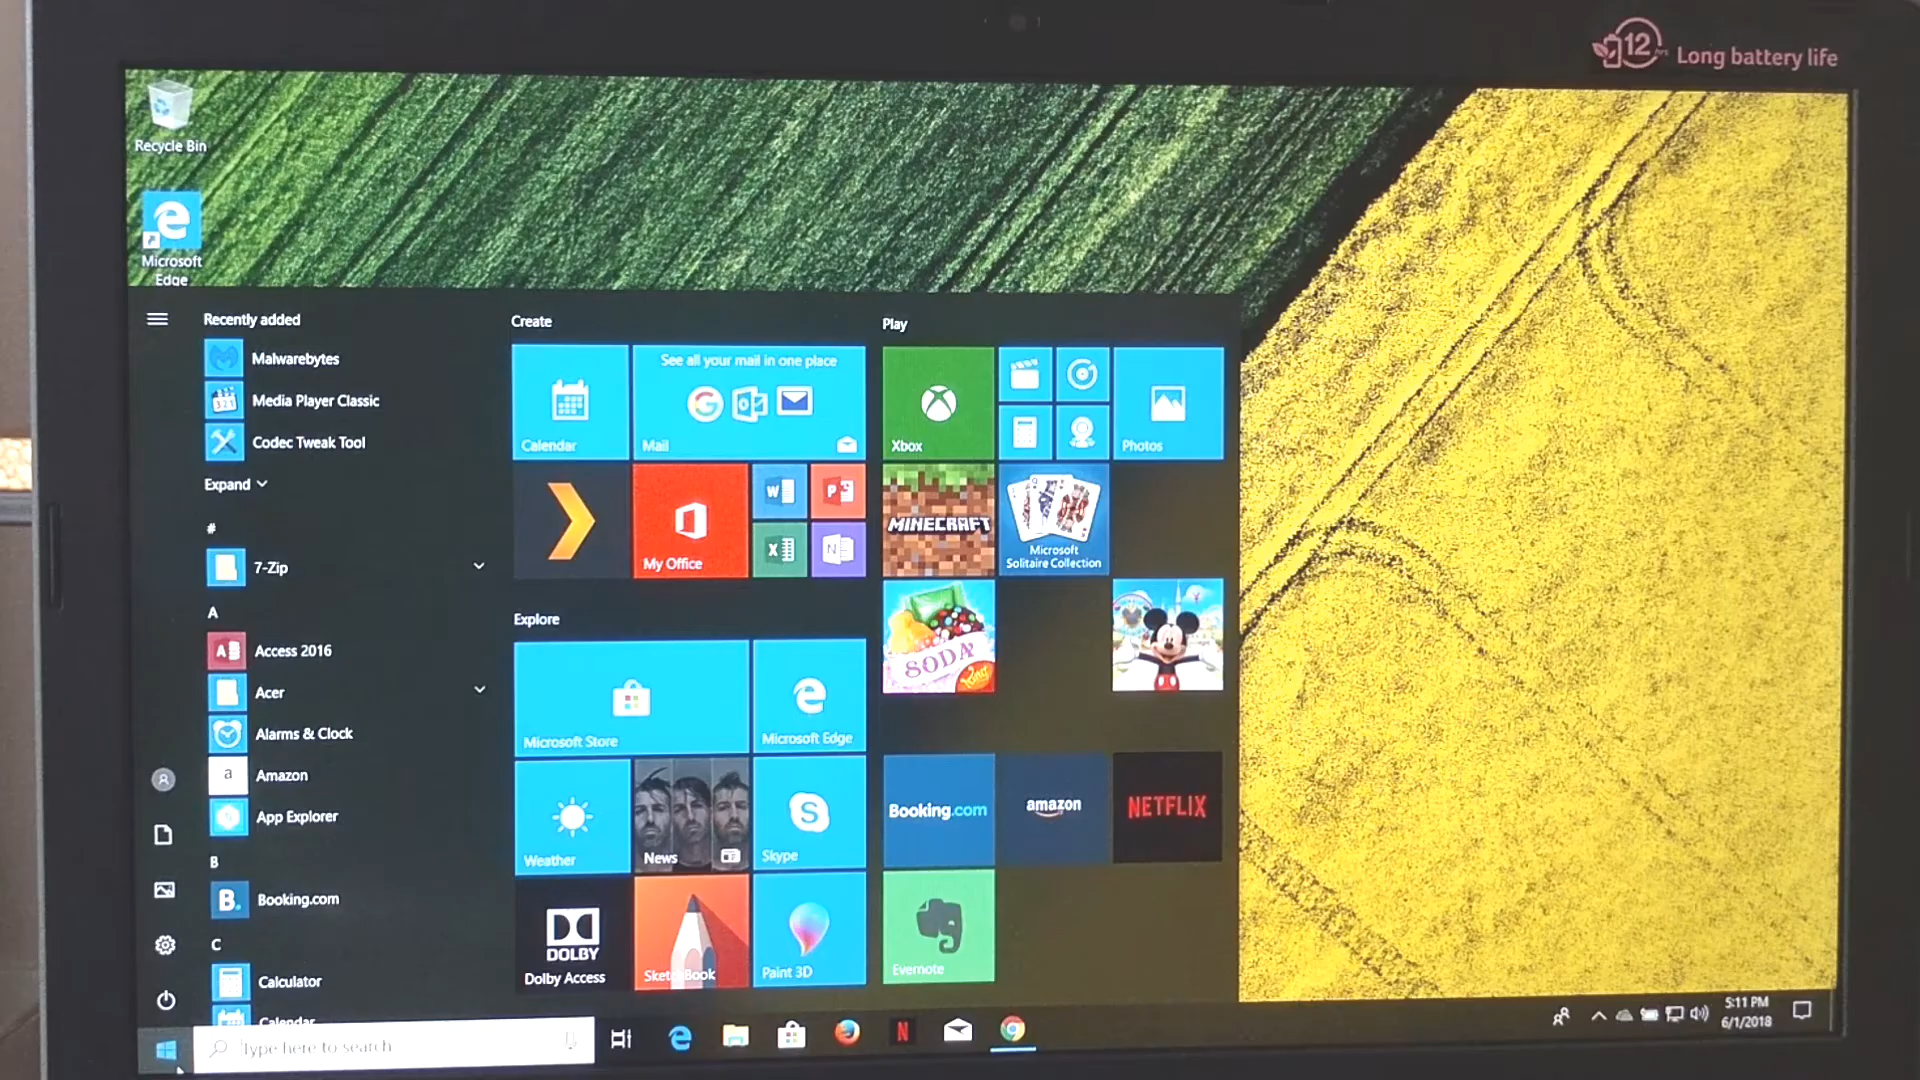 12 hrs Long battery life
Recycle Bin
Microsoft
Edge
Recently added
Malwarebytes
321
Media Player Classic
Codec Tweak Tool
Expand
#
7-Zip
A
A
Access 2016
Acer
Alarms & Clock
a
Amazon
App Explorer
B
B.
Booking.com
C
Calculator
Calendar
Type here to search
Create
Calendar
See all your mail in one place
G
Mail
My Office
W
P
X
N
Explore
Microsoft Store
Microsoft Edge
Weather
News
S
Skype
DOLBY
Dolby Access
SketchBook
Paint 3D
Play
Xbox
Photos
MINECRAFT
Microsoft
Solitaire Collection
SODA
King
Booking.com
amazon
NETFLIX
Evernote
N
5:11 PM
6/1/2018